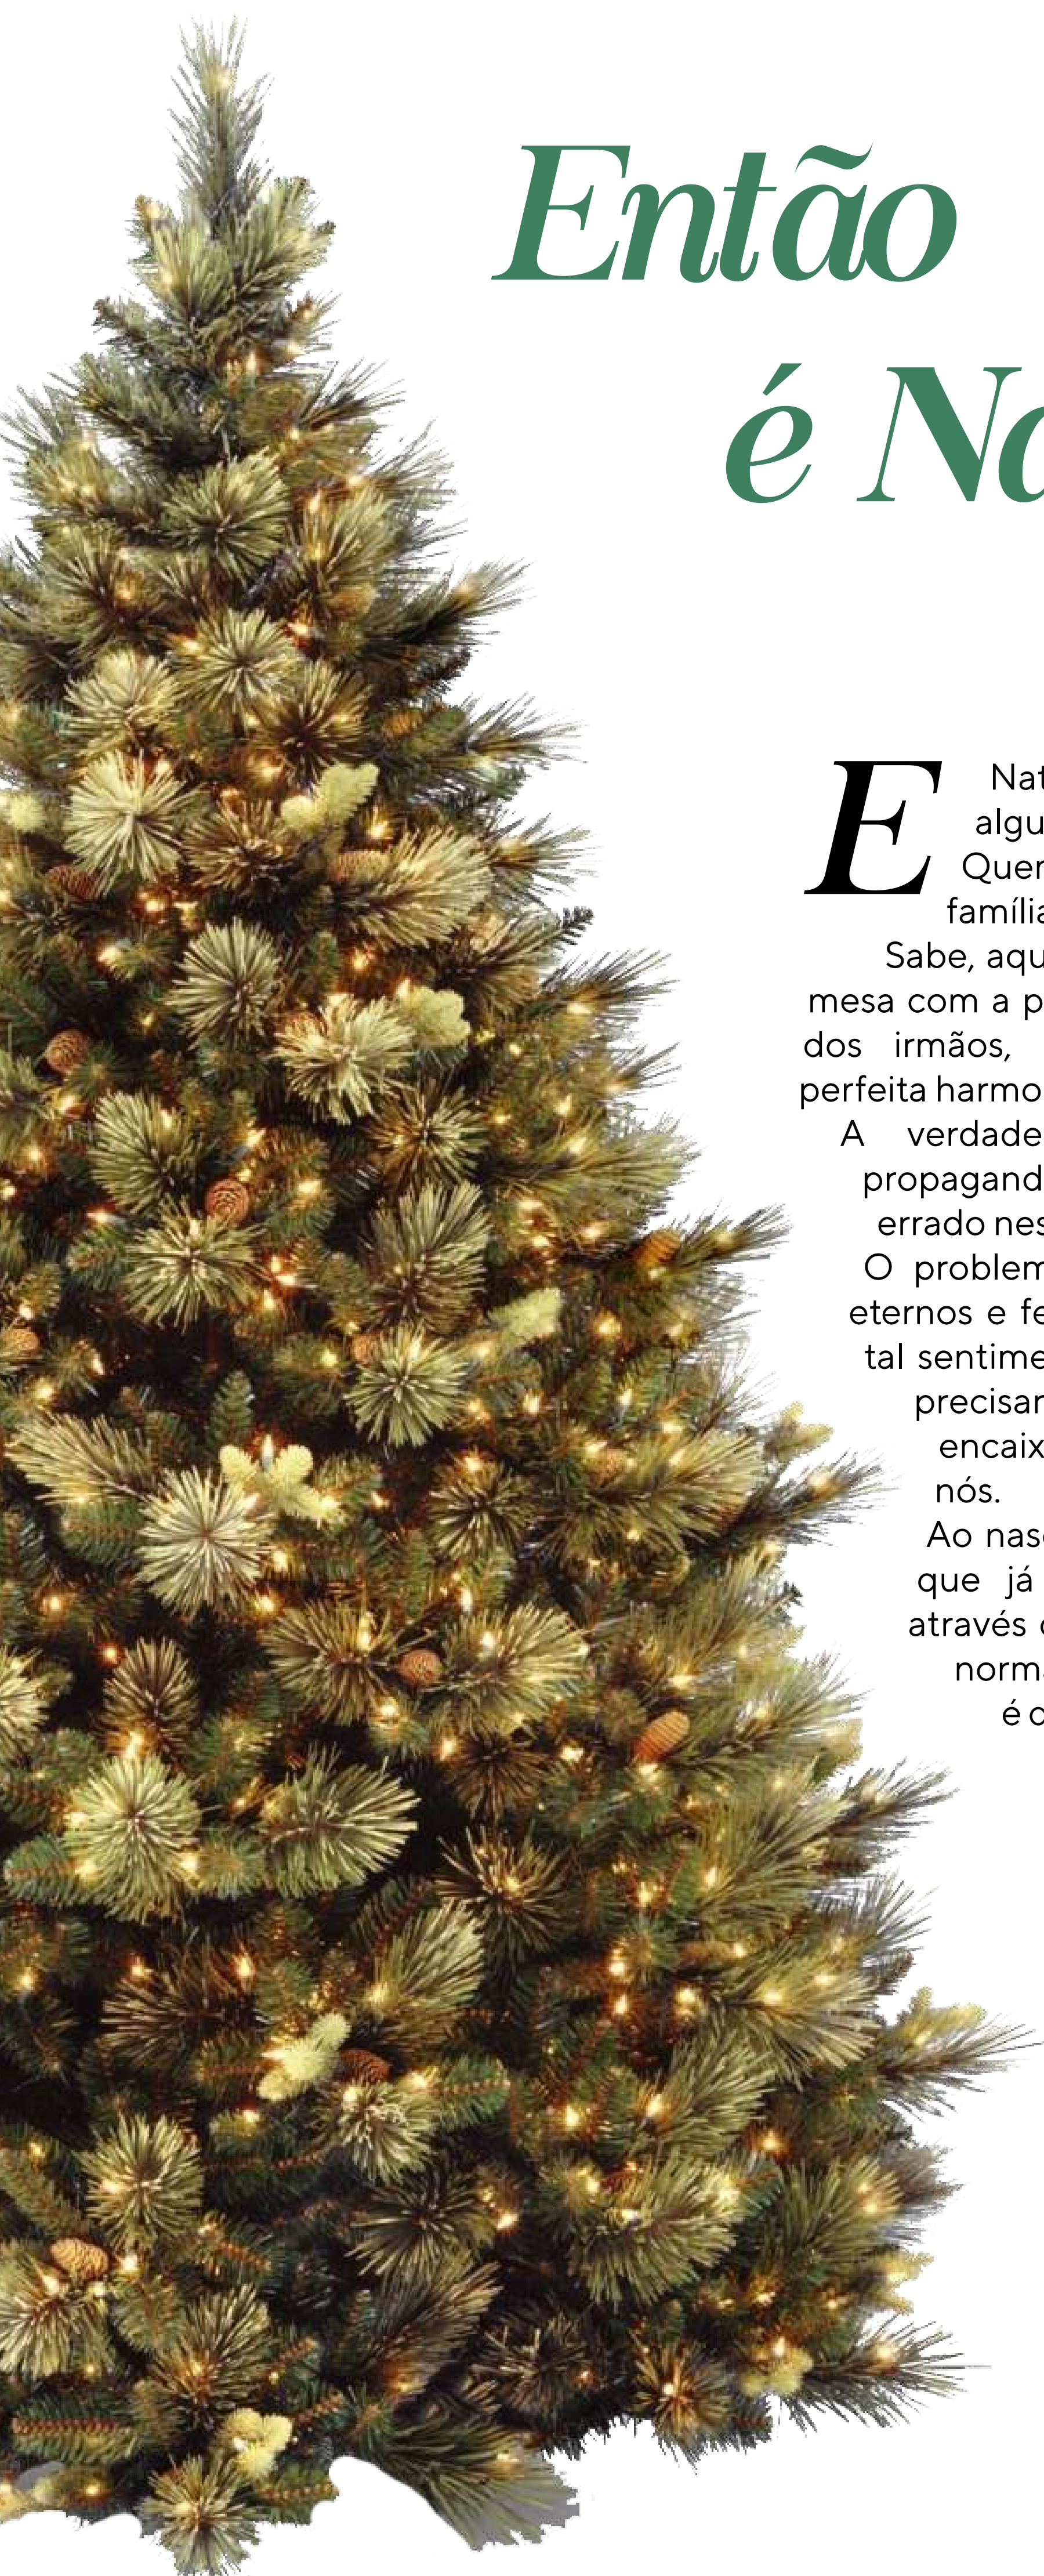 Então
é Na
E Nat
algu
Quer
família
Sabe, aqu
mesa com a p
dos irmãos,
perfeita harmo
A verdade
propagand
errado nes
O problem
eternos e fe
tal sentime
precisar
encaix
nós.
Ao nasc
que já
através
norma
é